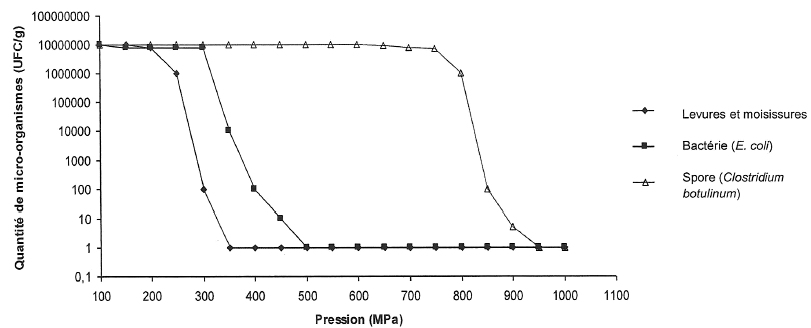 Quantité de micro-organismes (UFC/g)
100000000
10000000
1000000
100000
10000
1000
100
10
1
0,1
100 200 300 400 500 600 700 800 900 1000 1100
Pression (MPa)
Levures et moisissures
Bactérie (E. coli)
Spore (Clostridium
botulinum)